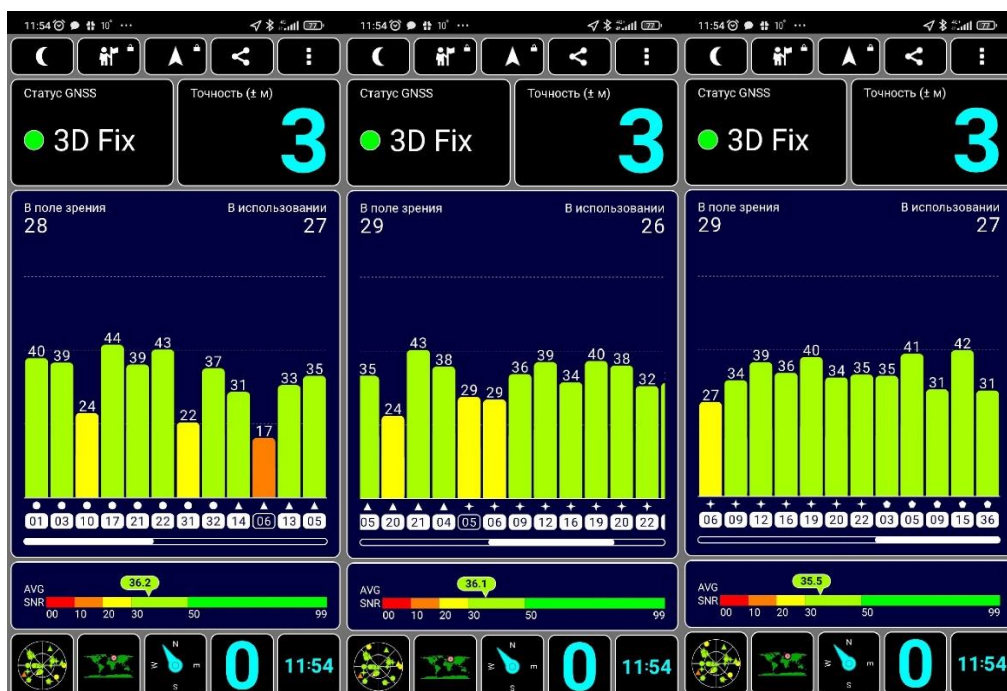 11:54 10° ... 77
Статус GNSS
3D Fix
Точность (± м)
3
В поле зрения
28
В использовании
27
40 39 24 44 39 43 22 37 31 17 33 35
01 03 10 17 21 22 31 32 14 06 13 05
AVG
SNR
36.2
00 10 20 30 50 99
N
W E
S
0
11:54
11:54 10° ... 77
Статус GNSS
3D Fix
Точность (± м)
3
В поле зрения
29
В использовании
26
35 24 43 38 29 29 36 39 34 40 38 32
05 20 21 04 05 06 09 12 16 19 20 22
AVG
SNR
36.1
00 10 20 30 50 99
N
W E
S
0
11:54
11:54 10° ... 77
Статус GNSS
3D Fix
Точность (± м)
3
В поле зрения
29
В использовании
27
27 34 39 36 40 34 35 35 41 31 42 31
06 09 12 16 19 20 22 03 05 09 15 36
AVG
SNR
35.5
00 10 20 30 50 99
N
W E
S
0
11:54